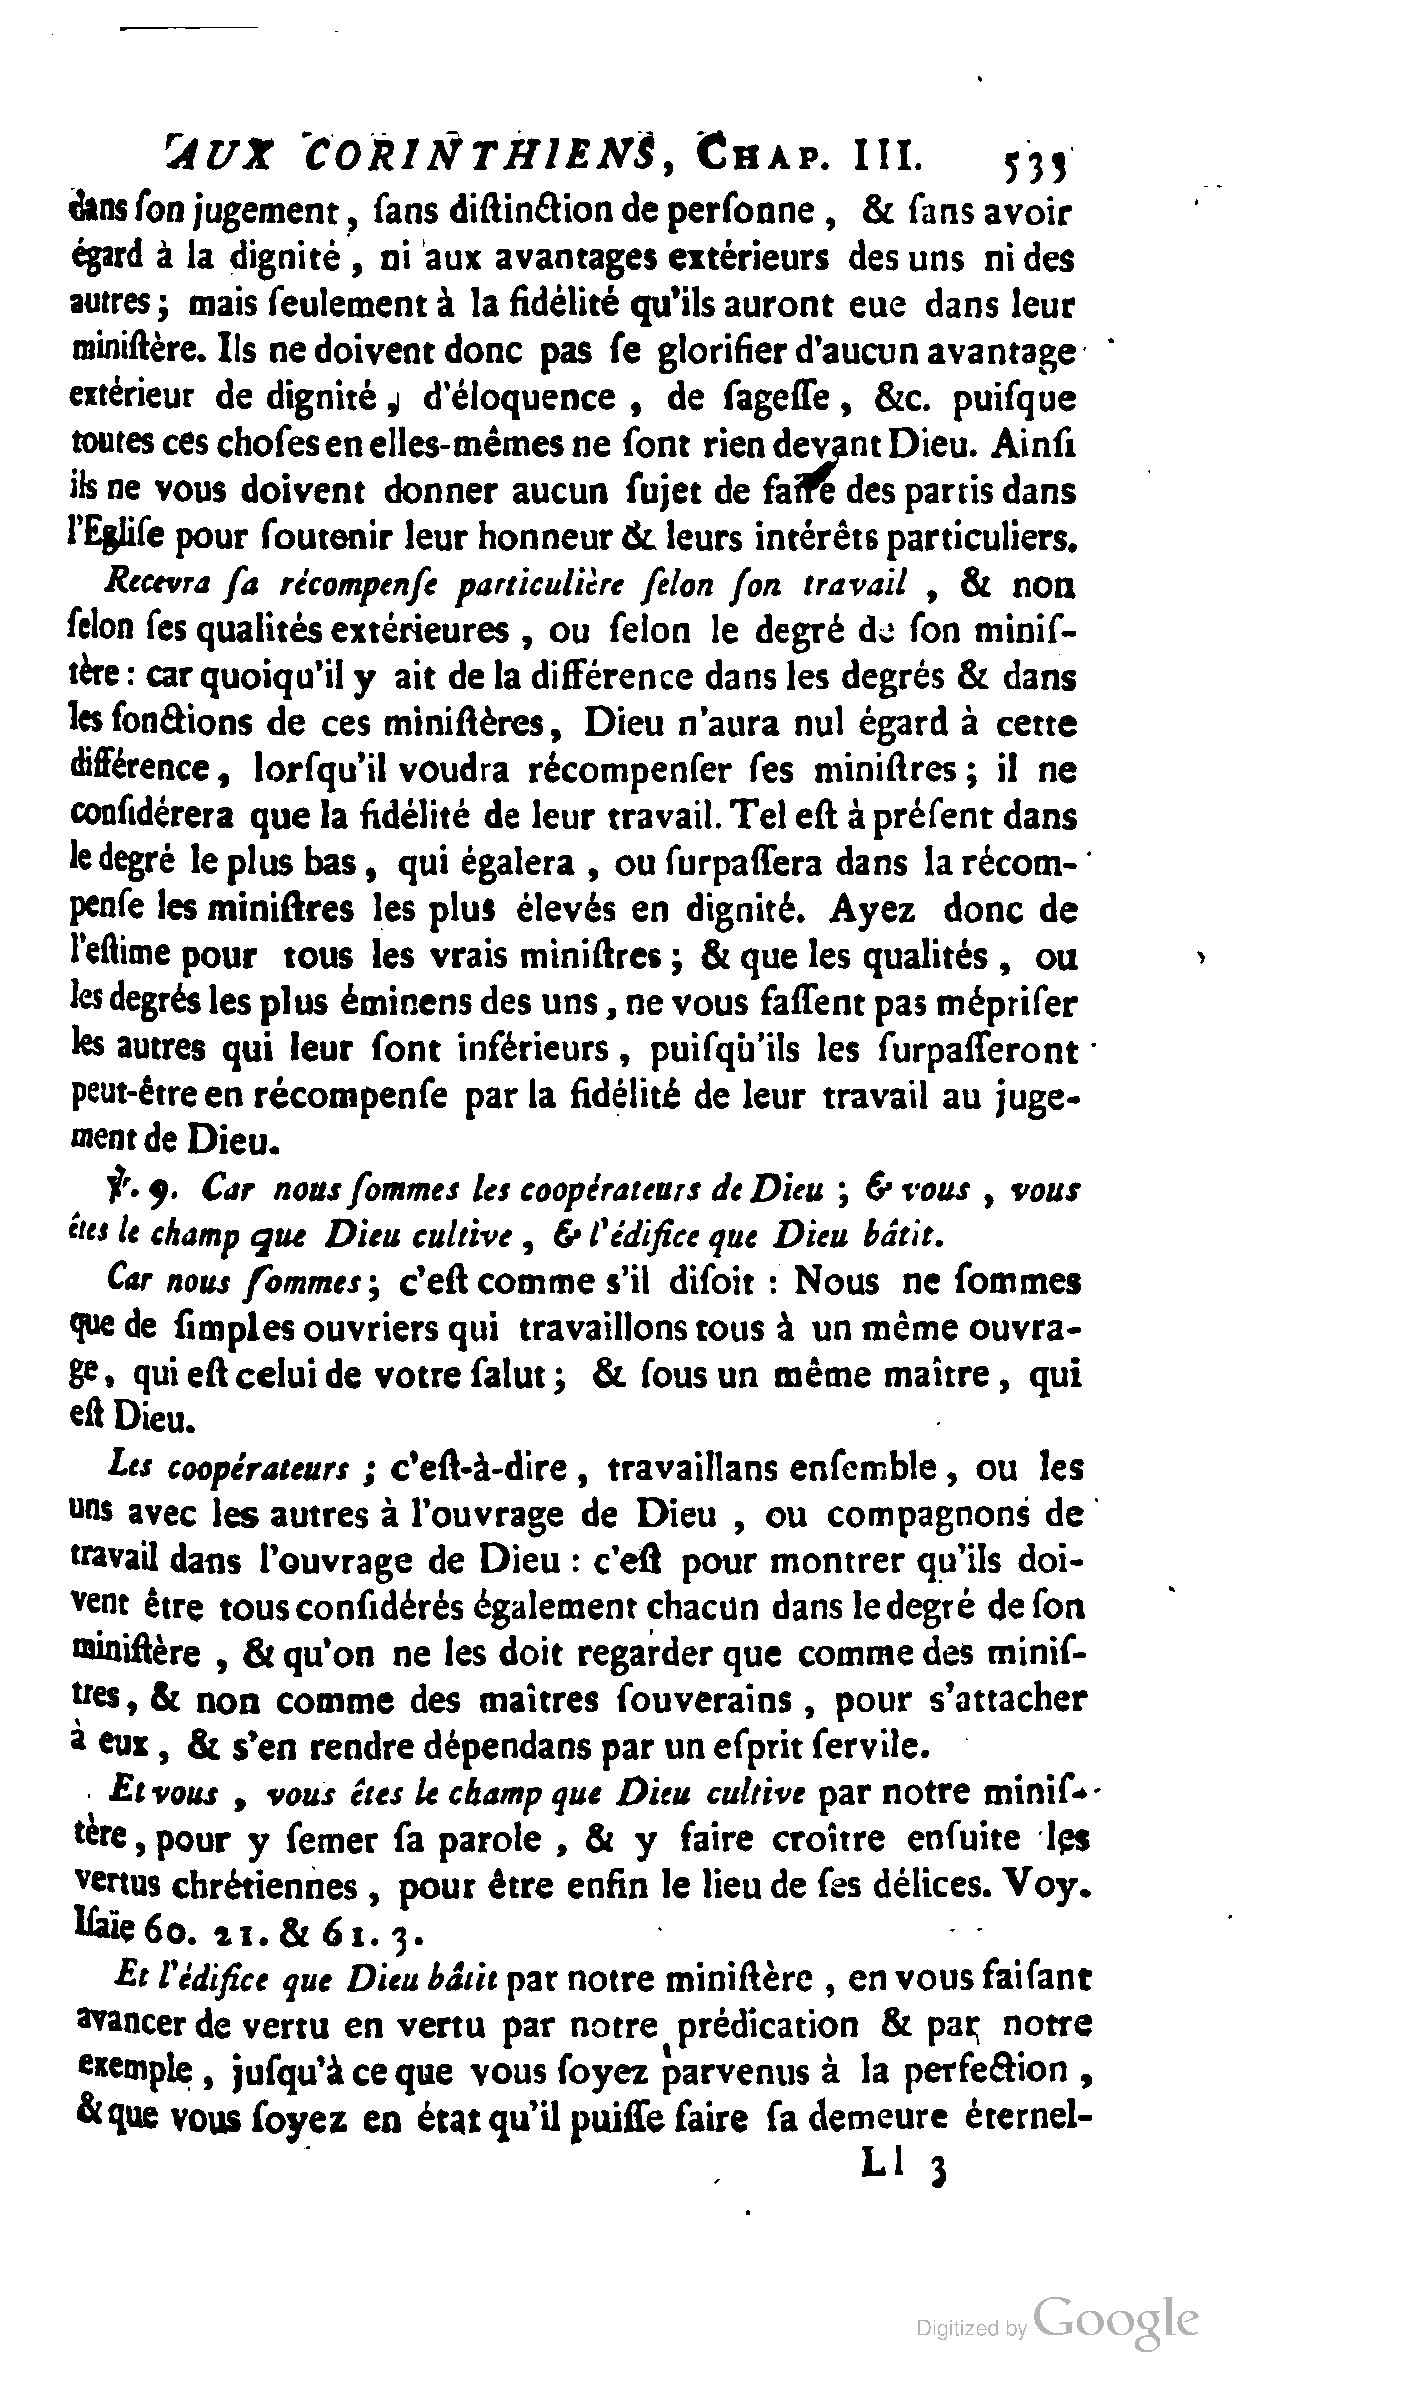 AUX CORINTHIENS, CHAP. III. 535
dans ſon jugement, ſans diſtinction de perſonne, & ſans avoir
égard à la dignité, ni aux avantages extérieurs des uns ni des
autres; mais ſeulement à la fidélité qu'ils auront eue dans leur
miniſtère. Ils ne doivent donc pas ſe glorifier d'aucun avantage
extérieur de dignité, d'éloquence, de ſageſſe, &c. puiſque
toutes ces choſes en elles-mêmes ne ſont rien devant Dieu. Ainſi
ils ne vous doivent donner aucun ſujet de faire des partis dans
l'Egliſe pour ſoutenir leur honneur & leurs intérêts particuliers.
Recevra ſa récompenſe particulière ſelon ſon travail, & non
ſelon ſes qualités extérieures, ou ſelon le degré de ſon miniſ-
tère: car quoiqu'il y ait de la différence dans les degrés & dans
les fonctions de ces miniſtères, Dieu n'aura nul égard à cette
différence, lorſqu'il voudra récompenſer ſes miniſtres; il ne
conſidérera que la fidélité de leur travail. Tel eſt à préſent dans
le degré le plus bas, qui égalera, ou ſurpaſſera dans la récom-
penſe les miniſtres les plus élevés en dignité. Ayez donc de
l'eſtime pour tous les vrais miniſtres; & que les qualités, ou
les degrés les plus éminens des uns, ne vous faſſent pas mépriſer
les autres qui leur ſont inférieurs, puiſqu'ils les ſurpaſſeront
peut-être en récompenſe par la fidélité de leur travail au juge-
ment de Dieu.
℣. 9. Car nous ſommes les coopérateurs de Dieu; & vous, vous
êtes le champ que Dieu cultive, & l'édifice que Dieu bâtit.
Car nous ſommes; c'eſt comme s'il diſoit: Nous ne ſommes
que de ſimples ouvriers qui travaillons tous à un même ouvra-
ge, qui eſt celui de votre ſalut; & ſous un même maître, qui
eſt Dieu.
Les coopérateurs; c'eſt-à-dire, travaillans enſemble, ou les
uns avec les autres à l'ouvrage de Dieu, ou compagnons de
travail dans l'ouvrage de Dieu: c'eſt pour montrer qu'ils doi-
vent être tous conſidérés également chacun dans le degré de ſon
miniſtère, & qu'on ne les doit regarder que comme des miniſ-
tres, & non comme des maîtres ſouverains, pour s'attacher
à eux, & s'en rendre dépendans par un eſprit ſervile.
Et vous, vous êtes le champ que Dieu cultive par notre miniſ-
tère, pour y ſemer ſa parole, & y faire croître enſuite les
vertus chrétiennes, pour être enfin le lieu de ſes délices. Voy.
Iſaïe 60. 21. & 61. 3.
Et l'édifice que Dieu bâtit par notre miniſtère, en vous faiſant
avancer de vertu en vertu par notre prédication & par notre
exemple, juſqu'à ce que vous ſoyez parvenus à la perfection,
& que vous ſoyez en état qu'il puiſſe faire ſa demeure éternel-
Ll 3
Digitized by Google